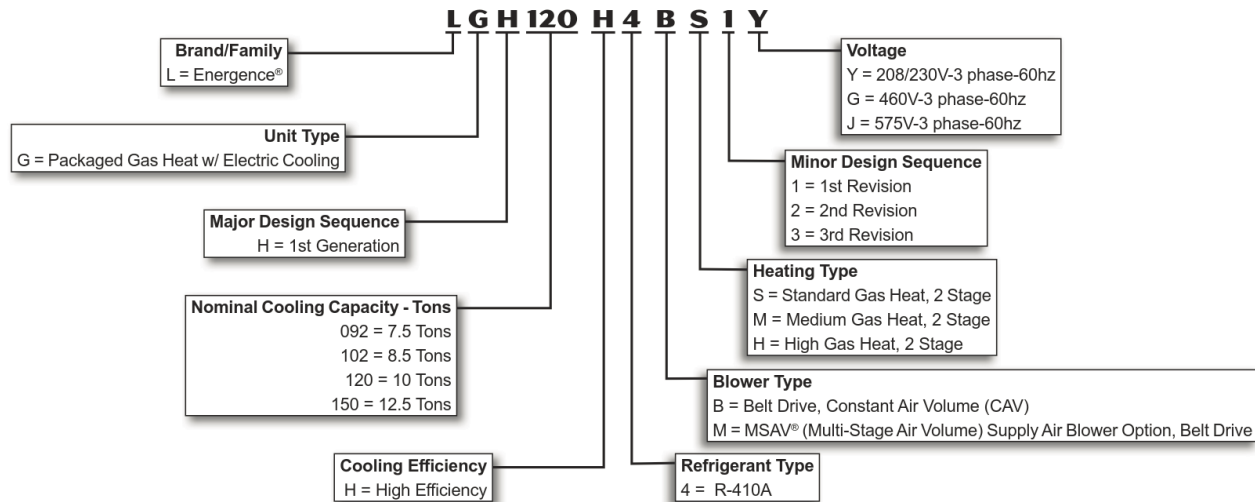 L G H 120 H 4 B S 1 Y
Brand/Family
L = Energence®
Unit Type
G = Packaged Gas Heat w/ Electric Cooling
Major Design Sequence
H = 1st Generation
Nominal Cooling Capacity - Tons
092 = 7.5 Tons
102 = 8.5 Tons
120 = 10 Tons
150 = 12.5 Tons
Cooling Efficiency
H = High Efficiency
Voltage
Y = 208/230V-3 phase-60hz
G = 460V-3 phase-60hz
J = 575V-3 phase-60hz
Minor Design Sequence
1 = 1st Revision
2 = 2nd Revision
3 = 3rd Revision
Heating Type
S = Standard Gas Heat, 2 Stage
M = Medium Gas Heat, 2 Stage
H = High Gas Heat, 2 Stage
Blower Type
B = Belt Drive, Constant Air Volume (CAV)
M = MSAV® (Multi-Stage Air Volume) Supply Air Blower Option, Belt Drive
Refrigerant Type
4 = R-410A